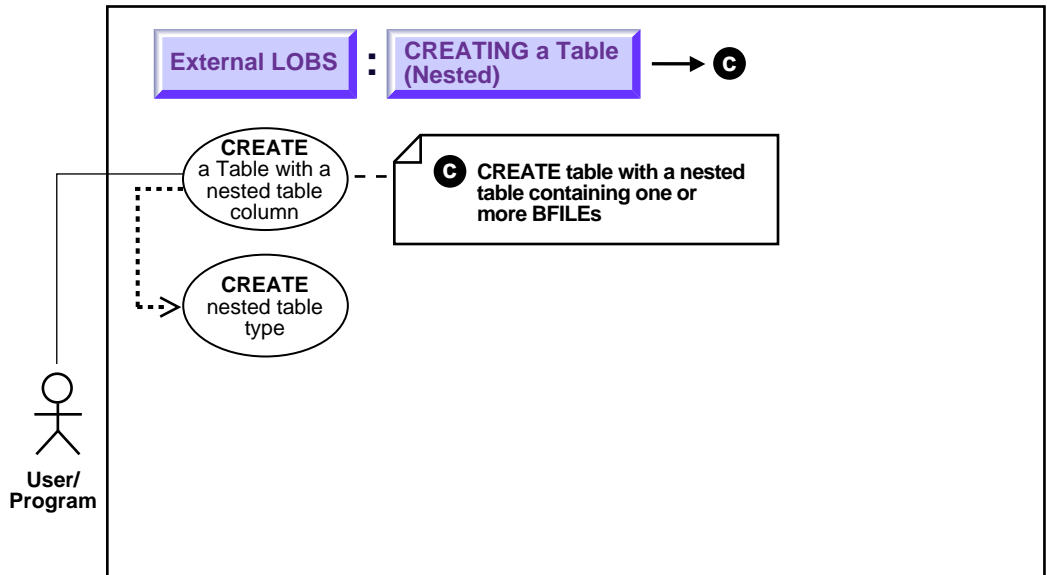 External LOBS : CREATING a Table
(Nested) C
CREATE
a Table with a
nested table
column
C CREATE table with a nested
table containing one or
more BFILEs
CREATE
nested table
type
User/
Program